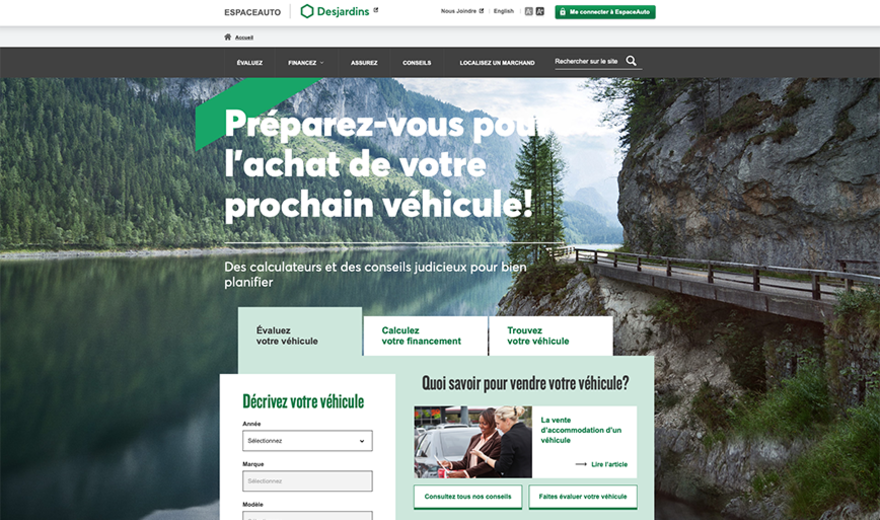 ESPACEAUTO
Desjardins
Nous Joindre
English
A
A
Me connecter à EspaceAuto
Accueil
ÉVALUEZ
FINANCEZ
ASSUREZ
CONSEILS
LOCALISEZ UN MARCHAND
Rechercher sur le site
Préparez-vous pour
l'achat de votre
prochain véhicule!
Des calculateurs et des conseils judicieux pour bien
planifier
Évaluez
votre véhicule
Calculez
votre financement
Trouvez
votre véhicule
Décrivez votre véhicule
Année
Sélectionnez
Marque
Sélectionnez
Modèle
Quoi savoir pour vendre votre véhicule?
La vente
d'accommodation d'un
véhicule
Lire l'article
Consultez tous nos conseils
Faites évaluer votre véhicule